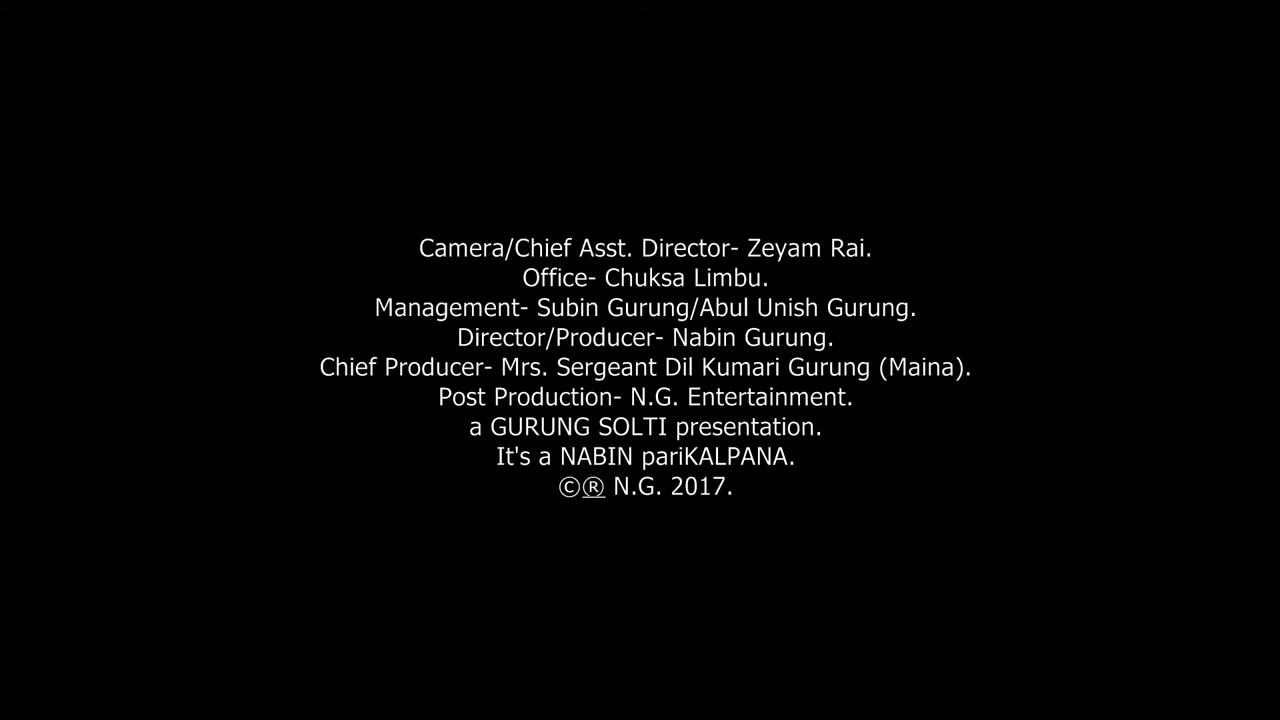 Camera/Chief Asst. Director- Zeyam Rai.
Office- Chuksa Limbu.
Management- Subin Gurung/Abul Unish Gurung.
Director/Producer- Nabin Gurung.
Chief Producer- Mrs. Sergeant Dil Kumari Gurung (Maina).
Post Production- N.G. Entertainment.
a GURUNG SOLTI presentation.
It's a NABIN pariKALPANA.
©® N.G. 2017.